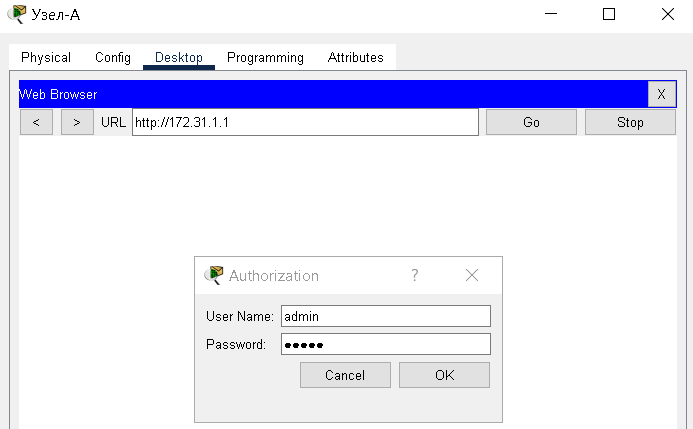 Узел-А
Physical Config Desktop Programming Attributes
Web Browser X
< > URL http://172.31.1.1 Go Stop
Authorization ?
User Name: admin
Password: ●●●●●
Cancel OK